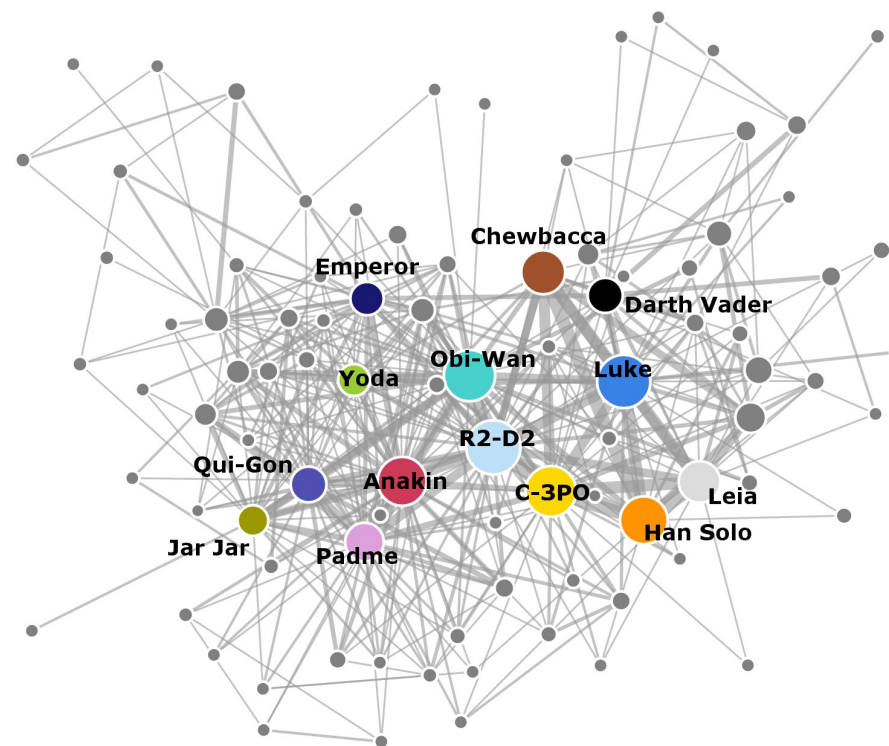 Chewbacca
Emperor
Darth Vader
Obi-Wan
Luke
Yoda
R2-D2
Qui-Gon
Anakin
C-3PO
Leia
Han Solo
Jar Jar
Padme